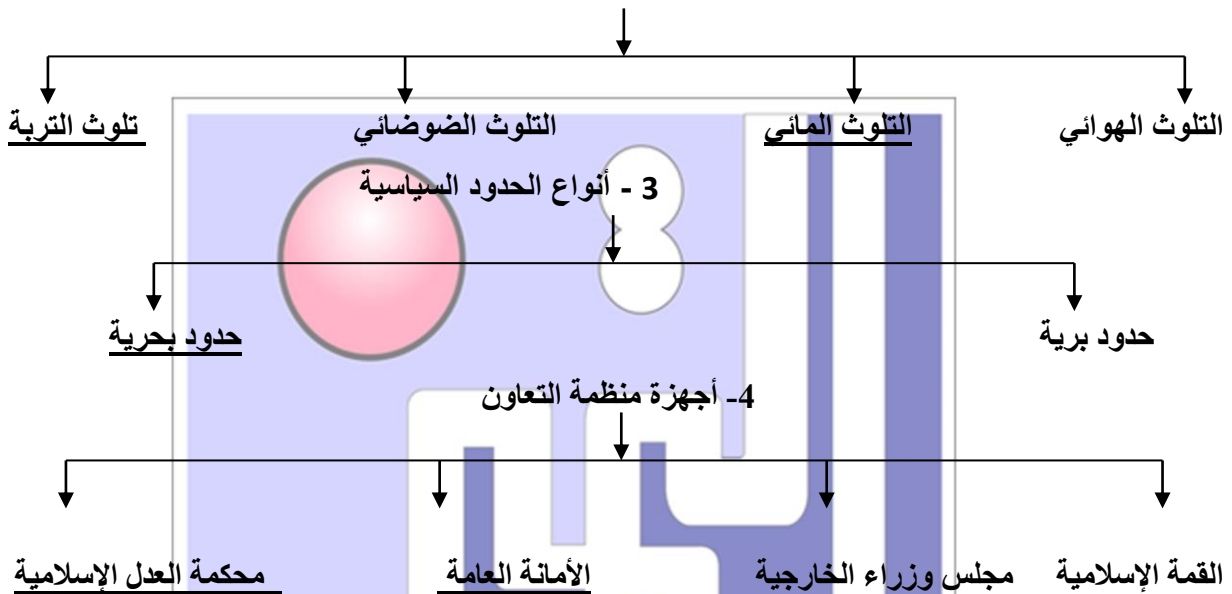 التلوث الهوائي التلوث المائي التلوث الضوضائي تلوث التربة
3 - أنواع الحدود السياسية
حدود برية حدود بحرية
4- أجهزة منظمة التعاون
القمة الإسلامية مجلس وزراء الخارجية الأمانة العامة محكمة العدل الإسلامية